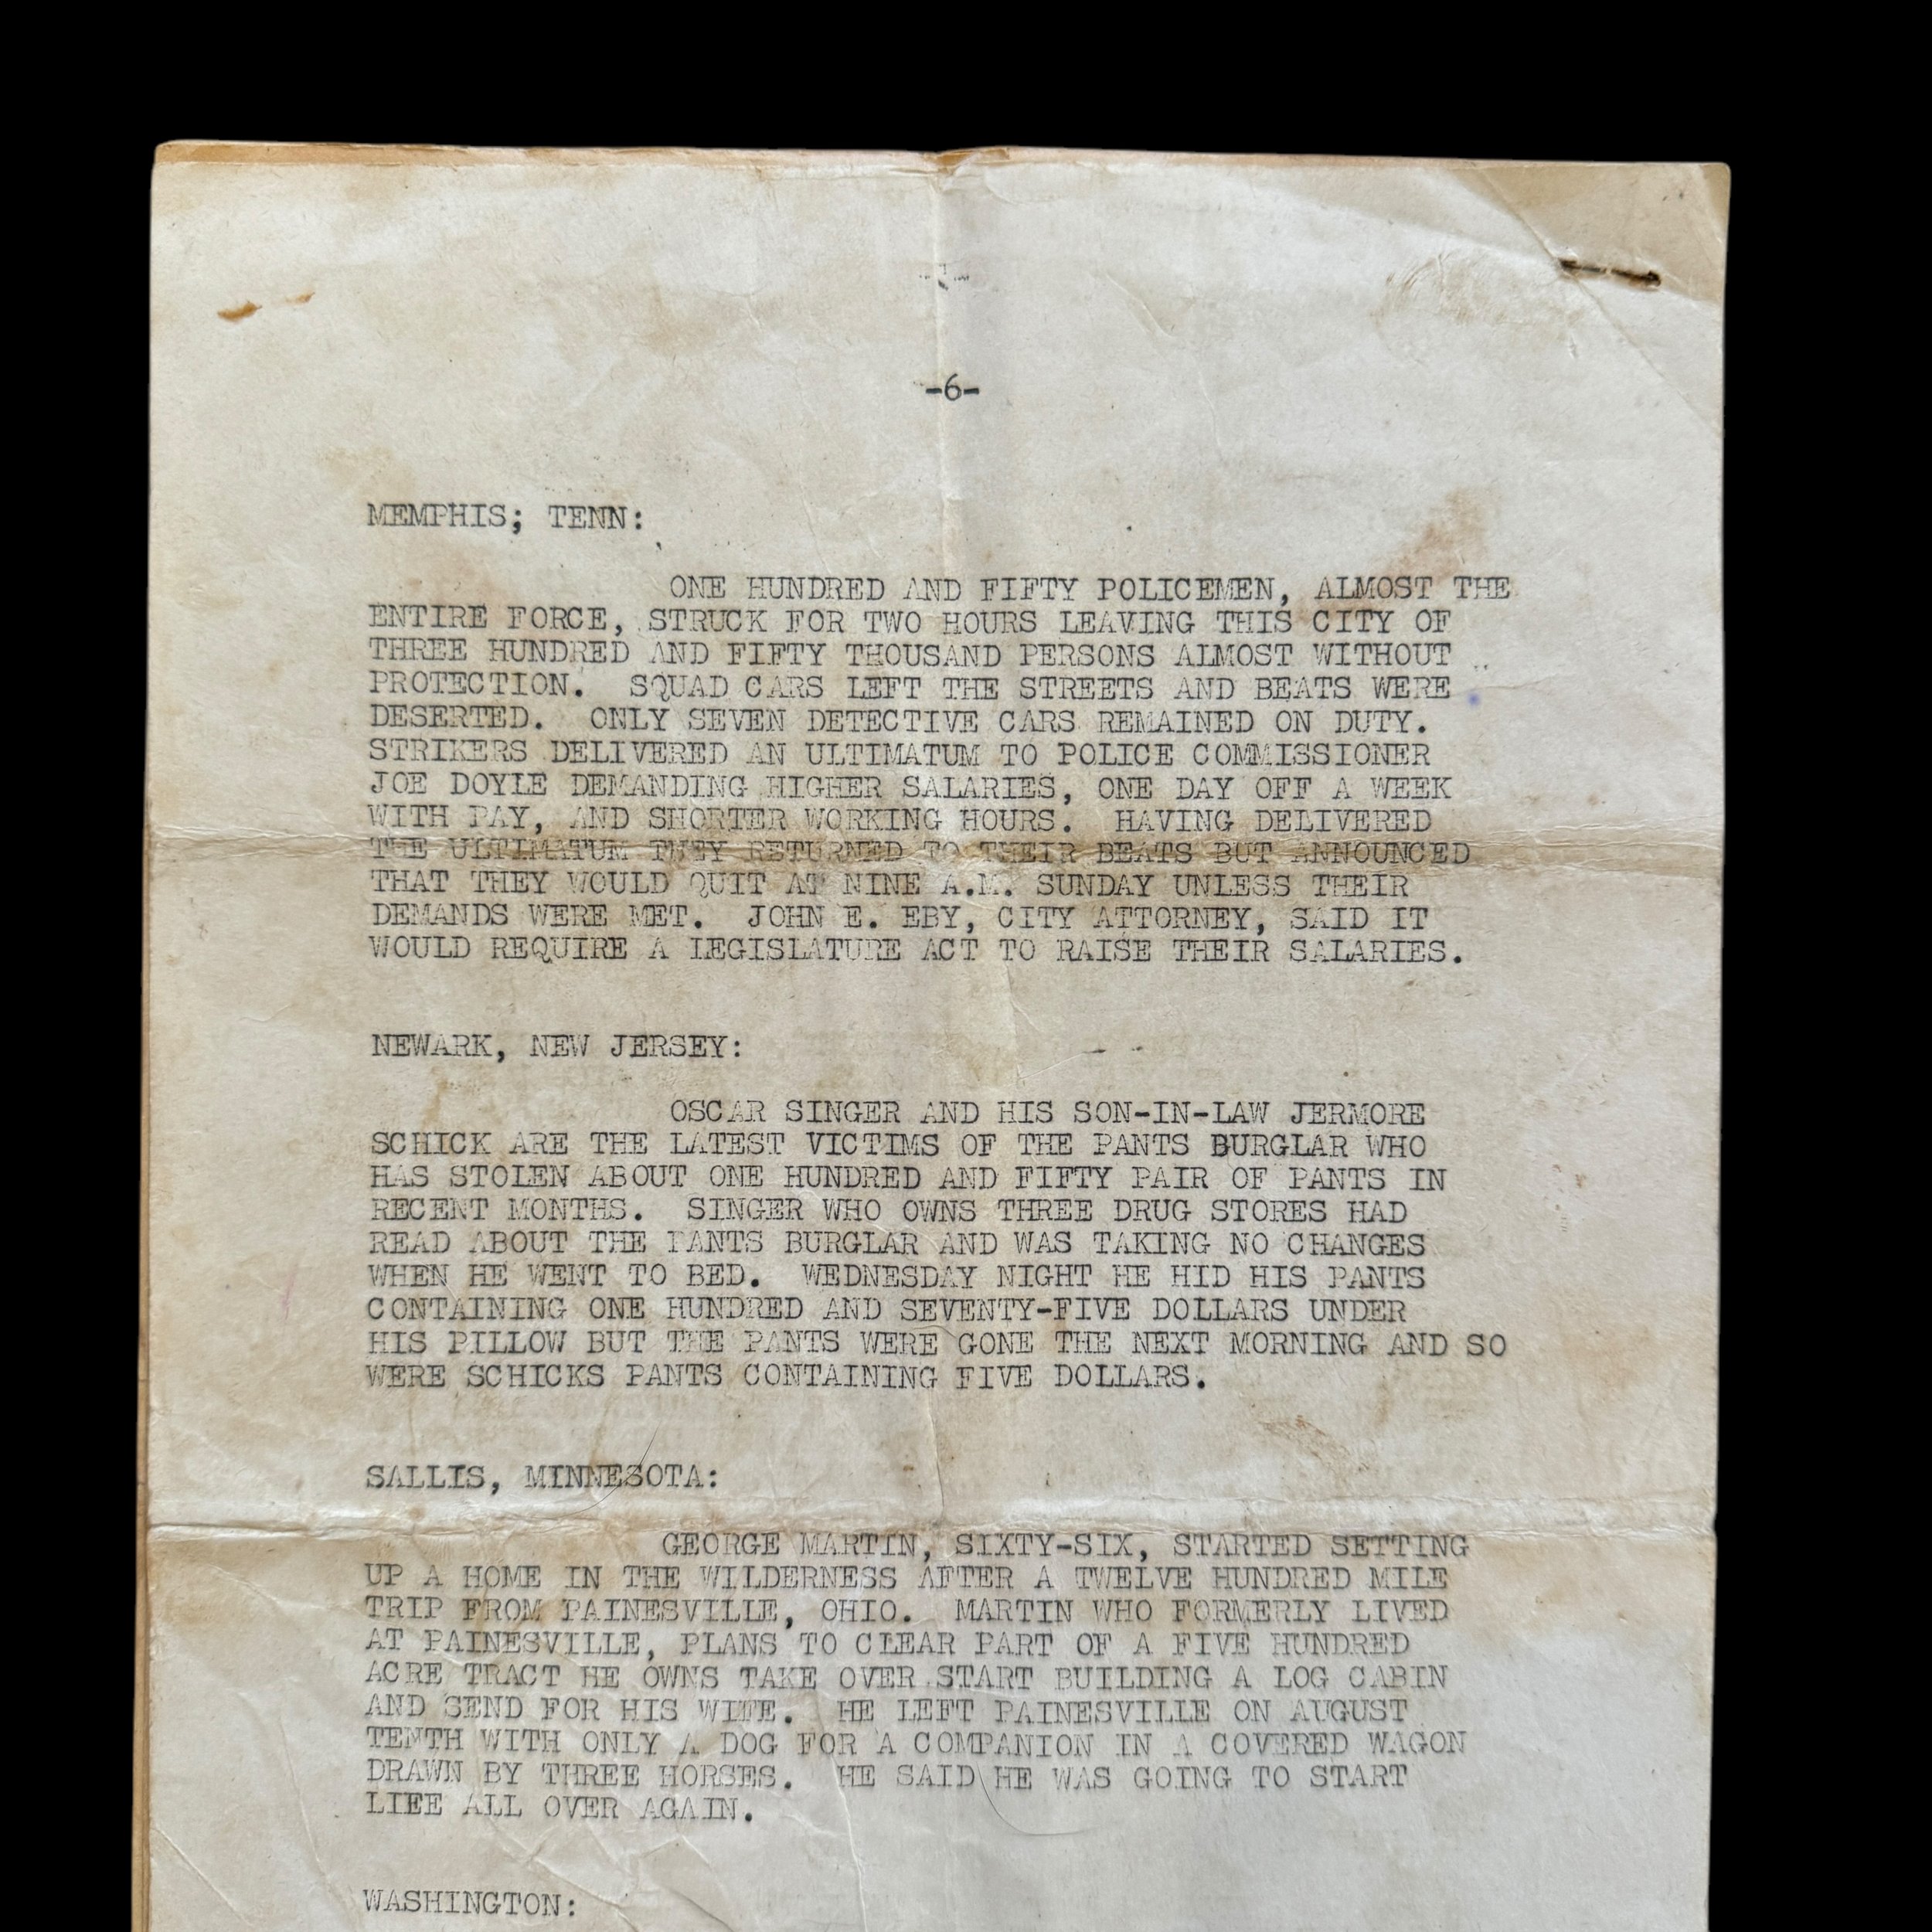 -6-
MEMPHIS; TENN:
ONE HUNDRED AND FIFTY POLICEMEN, ALMOST THE
ENTIRE FORCE, STRUCK FOR TWO HOURS LEAVING THIS CITY OF
THREE HUNDRED AND FIFTY THOUSAND PERSONS ALMOST WITHOUT
PROTECTION. SQUAD CARS LEFT THE STREETS AND BEATS WERE
DESERTED. ONLY SEVEN DETECTIVE CARS REMAINED ON DUTY.
STRIKERS DELIVERED AN ULTIMATUM TO POLICE COMMISSIONER
JOE DOYLE DEMANDING HIGHER SALARIES, ONE DAY OFF A WEEK
WITH PAY, AND SHORTER WORKING HOURS. HAVING DELIVERED
THE ULTIMATUM THEY RETURNED TO THEIR BEATS BUT ANNOUNCED
THAT THEY WOULD QUIT AT NINE A.M. SUNDAY UNLESS THEIR
DEMANDS WERE MET. JOHN E. EBY, CITY ATTORNEY, SAID IT
WOULD REQUIRE A LEGISLATURE ACT TO RAISE THEIR SALARIES.
NEWARK, NEW JERSEY:
OSCAR SINGER AND HIS SON-IN-LAW JERMORE
SCHICK ARE THE LATEST VICTIMS OF THE PANTS BURGLAR WHO
HAS STOLEN ABOUT ONE HUNDRED AND FIFTY PAIR OF PANTS IN
RECENT MONTHS. SINGER WHO OWNS THREE DRUG STORES HAD
READ ABOUT THE PANTS BURGLAR AND WAS TAKING NO CHANGES
WHEN HE WENT TO BED. WEDNESDAY NIGHT HE HID HIS PANTS
CONTAINING ONE HUNDRED AND SEVENTY-FIVE DOLLARS UNDER
HIS PILLOW BUT THE PANTS WERE GONE THE NEXT MORNING AND SO
WERE SCHICKS PANTS CONTAINING FIVE DOLLARS.
SALLIS, MINNESOTA:
GEORGE MARTIN, SIXTY-SIX, STARTED SETTING
UP A HOME IN THE WILDERNESS AFTER A TWELVE HUNDRED MILE
TRIP FROM PAINESVILLE, OHIO. MARTIN WHO FORMERLY LIVED
AT PAINESVILLE, PLANS TO CLEAR PART OF A FIVE HUNDRED
ACRE TRACT HE OWNS TAKE OVER START BUILDING A LOG CABIN
AND SEND FOR HIS WIFE. HE LEFT PAINESVILLE ON AUGUST
TENTH WITH ONLY A DOG FOR A COMPANION IN A COVERED WAGON
DRAWN BY THREE HORSES. HE SAID HE WAS GOING TO START
LIEE ALL OVER AGAIN.
WASHINGTON: